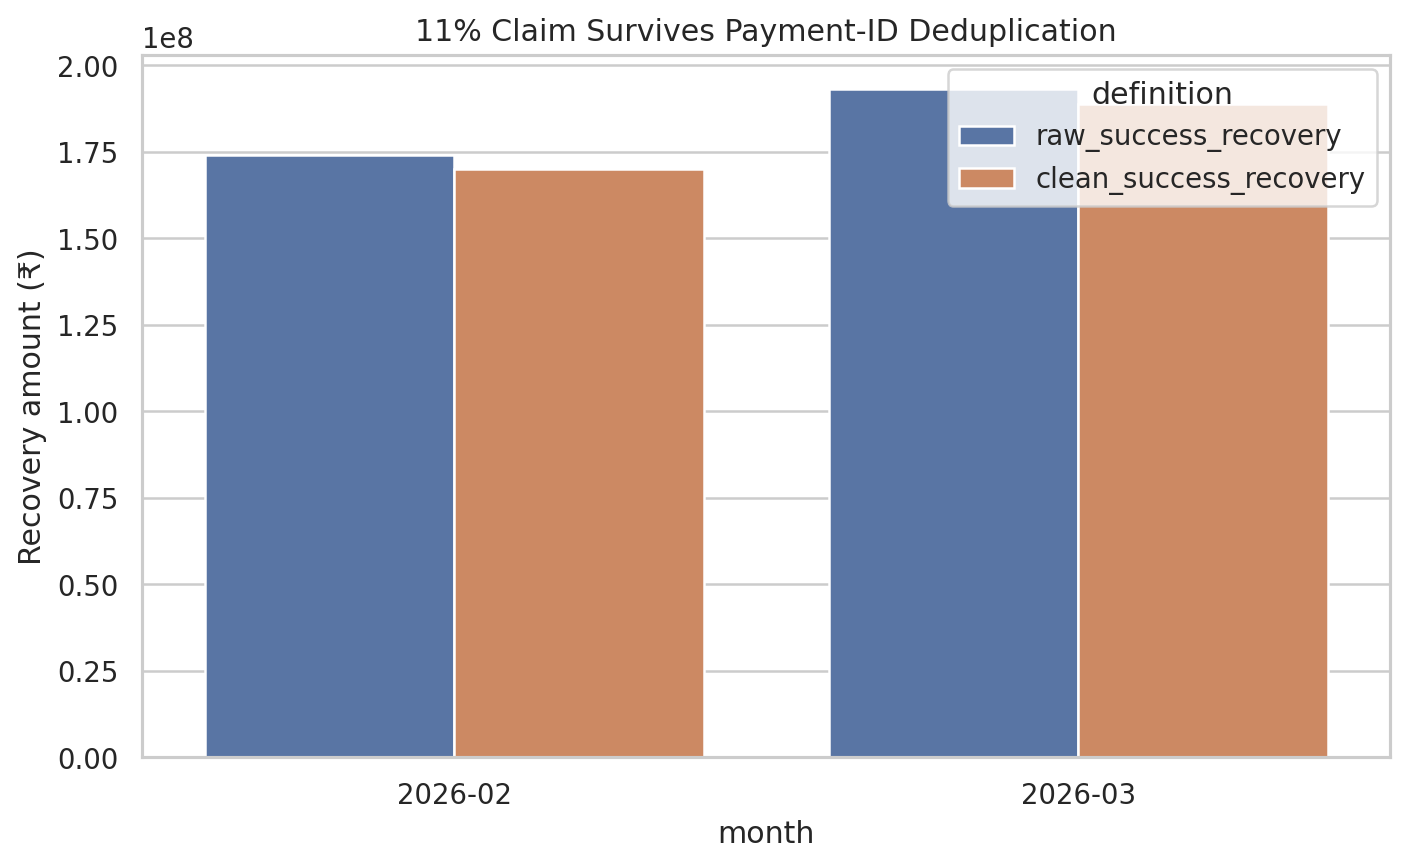 11% Claim Survives Payment-ID Deduplication
1e8
2.00
1.75
1.50
1.25
1.00
0.75
0.50
0.25
0.00
Recovery amount (₹)
definition
raw_success_recovery
clean_success_recovery
2026-02
2026-03
month